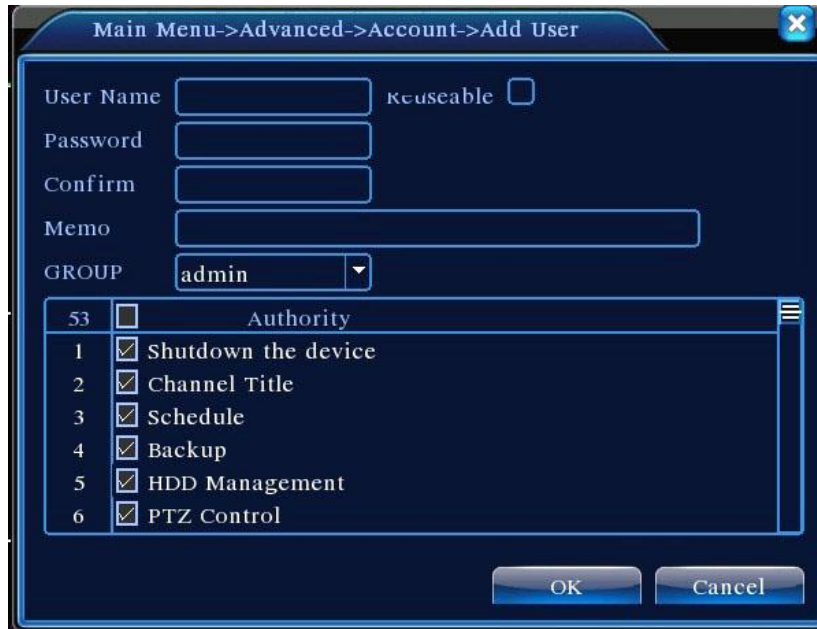 Main Menu->Advanced->Account->Add User
User Name Reuseable
Password
Confirm
Memo
GROUP admin
53 Authority
1 Shutdown the device
2 Channel Title
3 Schedule
4 Backup
5 HDD Management
6 PTZ Control
OK Cancel